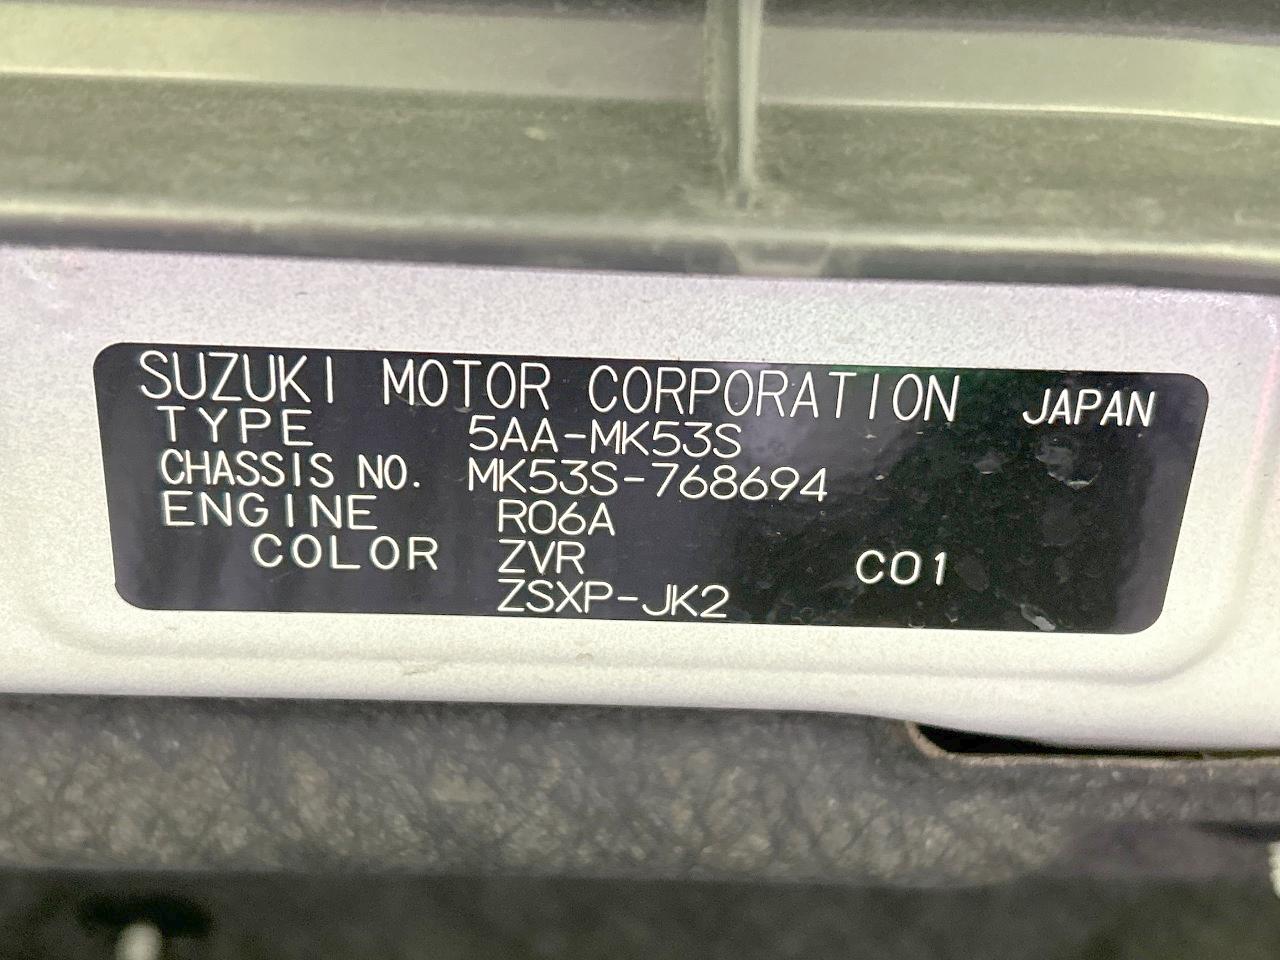 SUZUKI MOTOR CORPORATION JAPAN
TYPE 5AA-MK53S
CHASSIS NO. MK53S-768694
ENGINE R06A
COLOR ZVR C01
ZSXP-JK2